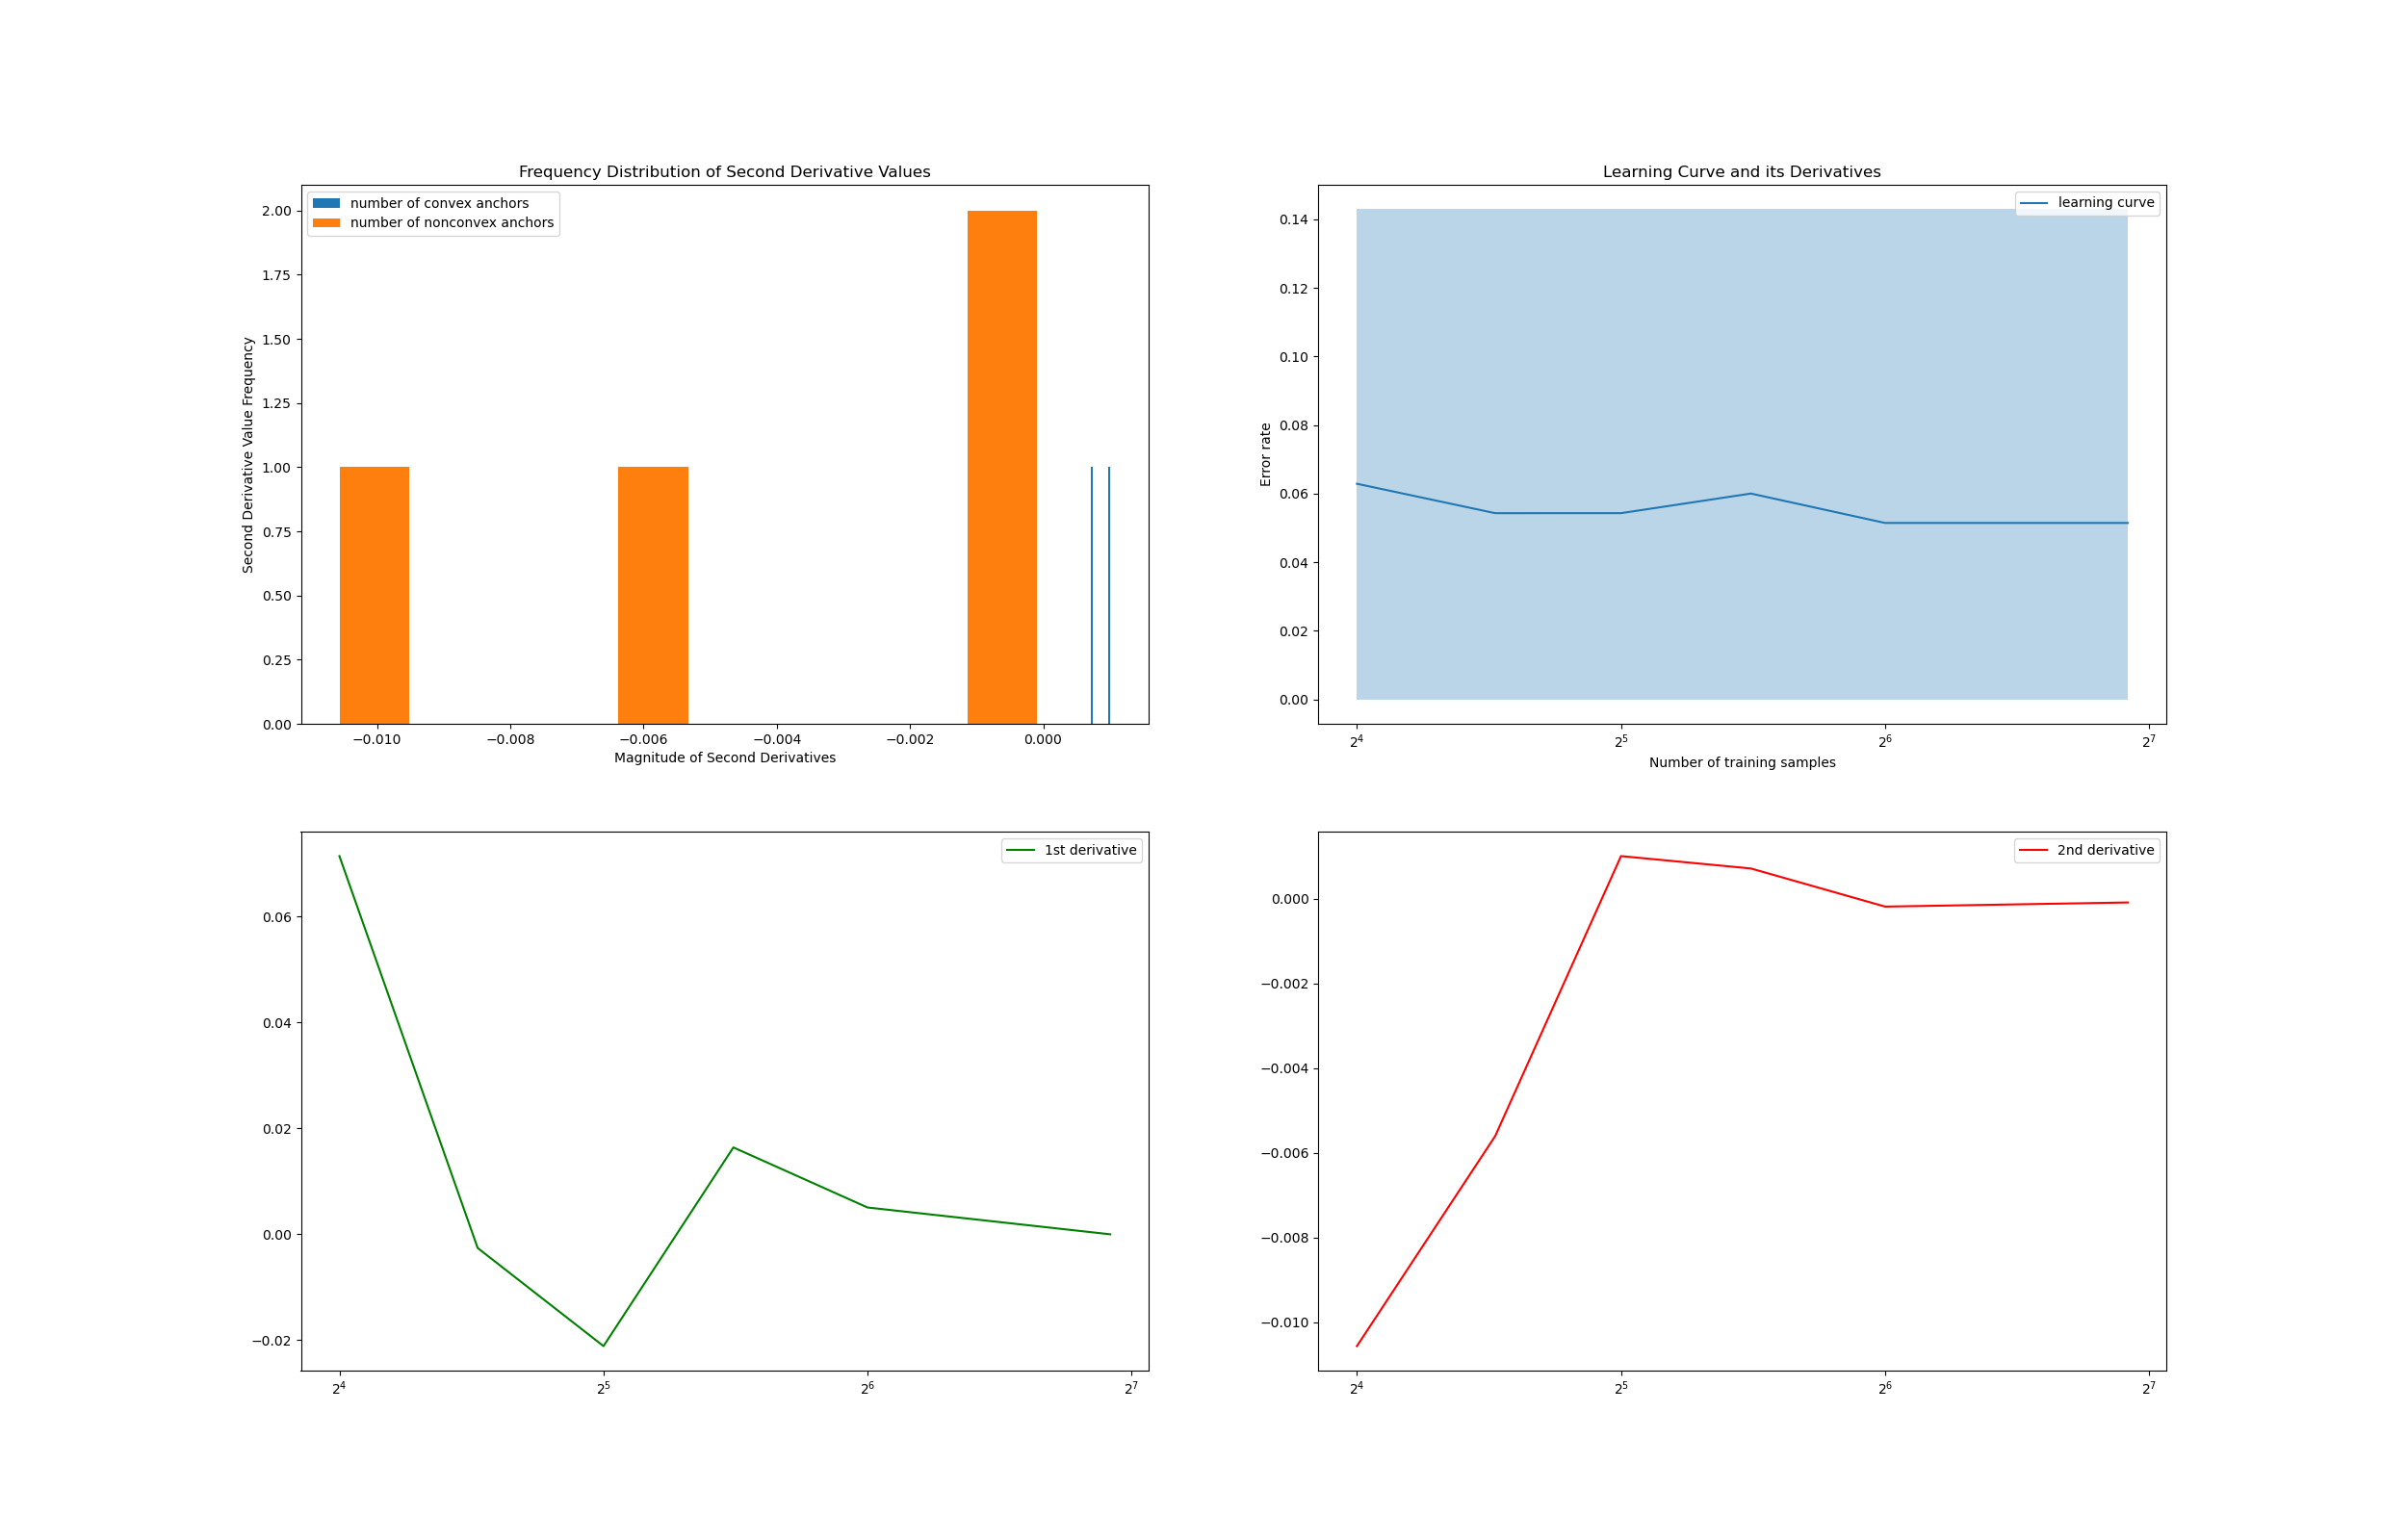 Frequency Distribution of Second Derivative Values
number of convex anchors
number of nonconvex anchors
2.00
1.75
1.50
1.25
1.00
0.75
0.50
0.25
0.00
Second Derivative Value Frequency
−0.010 −0.008 −0.006 −0.004 −0.002 0.000
Magnitude of Second Derivatives
Learning Curve and its Derivatives
learning curve
0.14
0.12
0.10
0.08
0.06
0.04
0.02
0.00
Error rate
2⁴ 2⁵ 2⁶ 2⁷
Number of training samples
1st derivative
0.06
0.04
0.02
0.00
−0.02
2⁴ 2⁵ 2⁶ 2⁷
2nd derivative
0.000
−0.002
−0.004
−0.006
−0.008
−0.010
2⁴ 2⁵ 2⁶ 2⁷